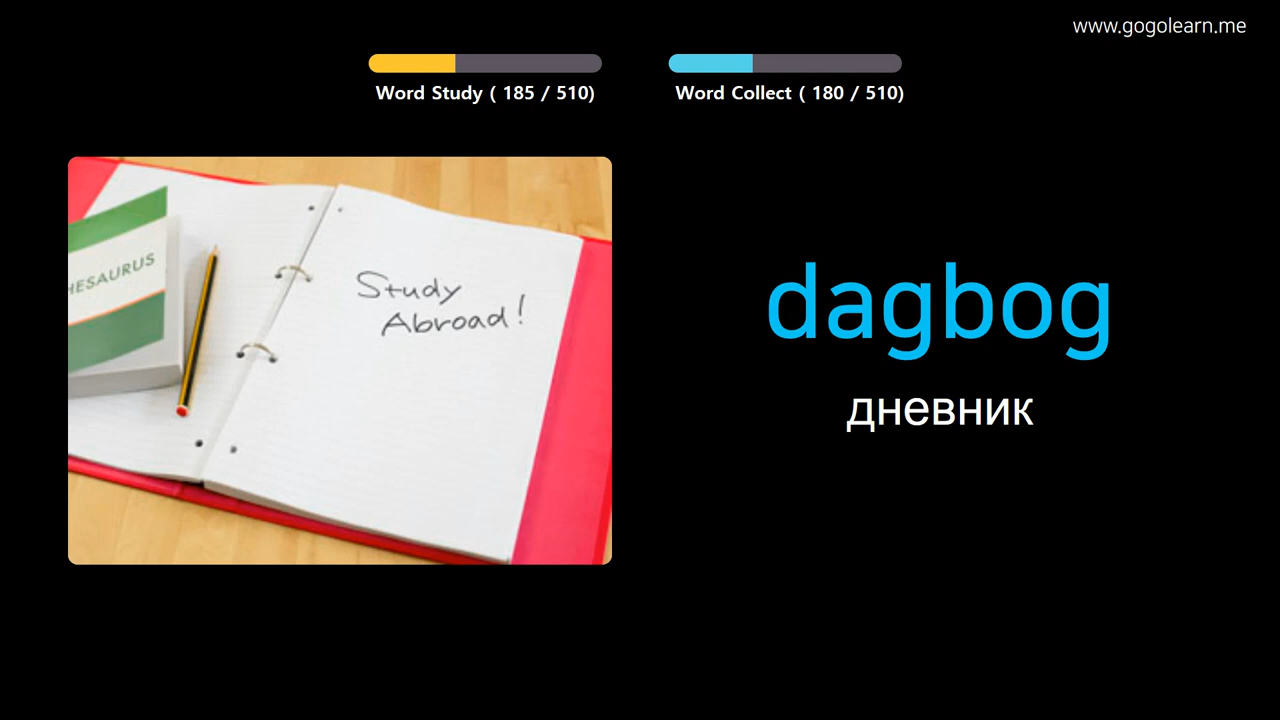 www.gogolearn.me
Word Study ( 185 / 510)
Word Collect ( 180 / 510)
HESAURUS
Study
Abroad!
dagbog
дневник